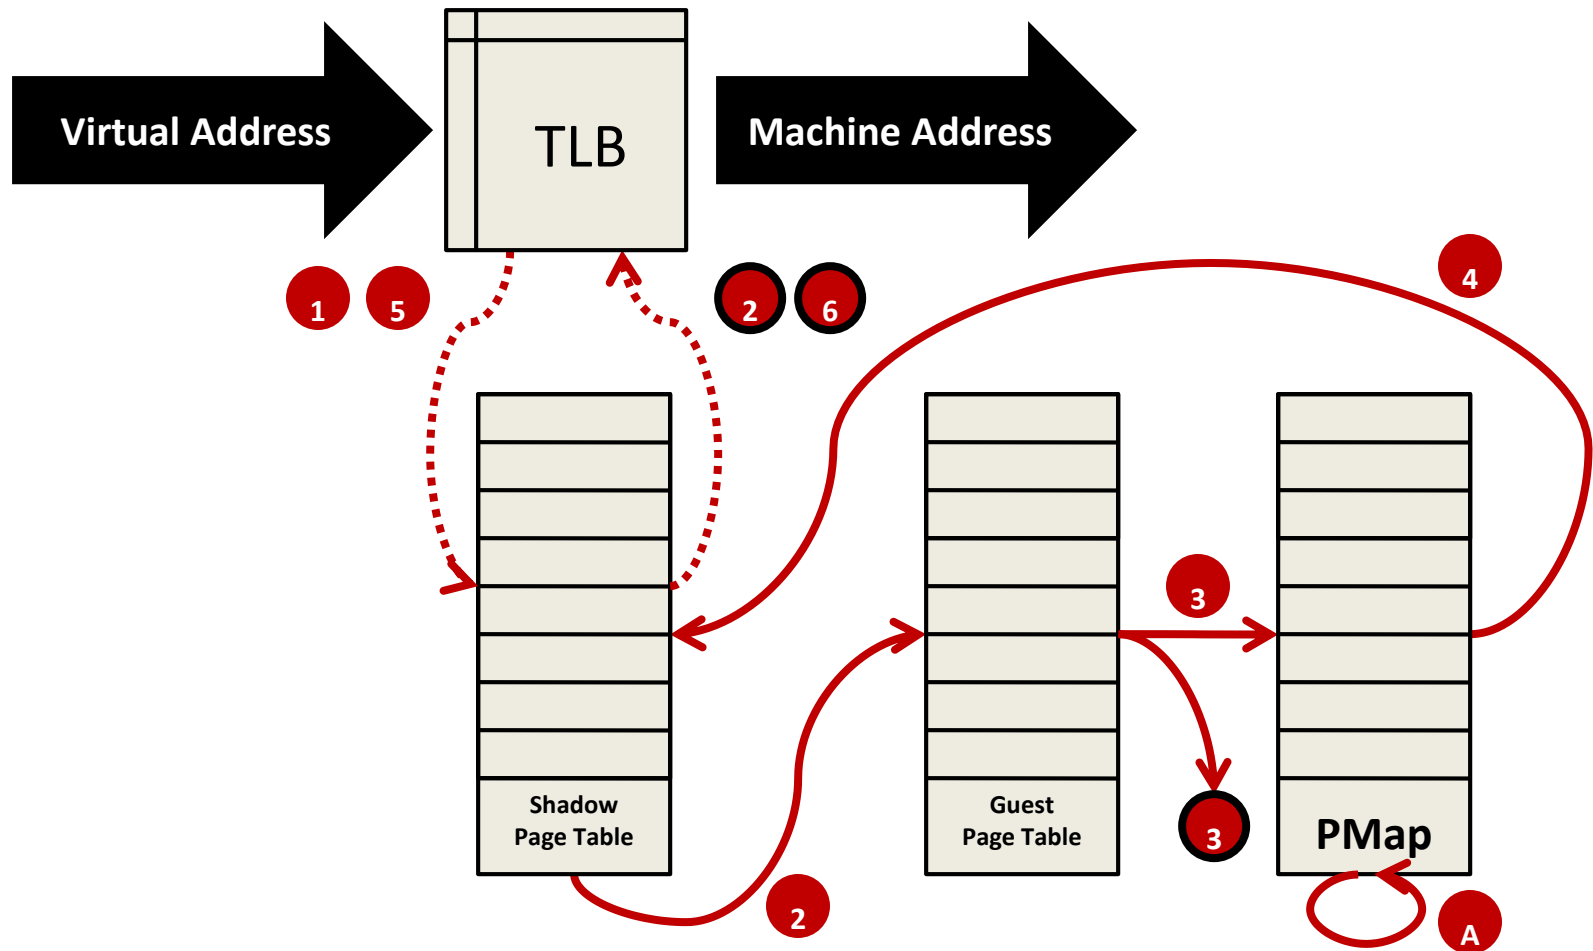 Virtual Address
TLB
Machine Address
1
5
2
6
4
3
Shadow
Page Table
Guest
Page Table
3
PMap
2
A